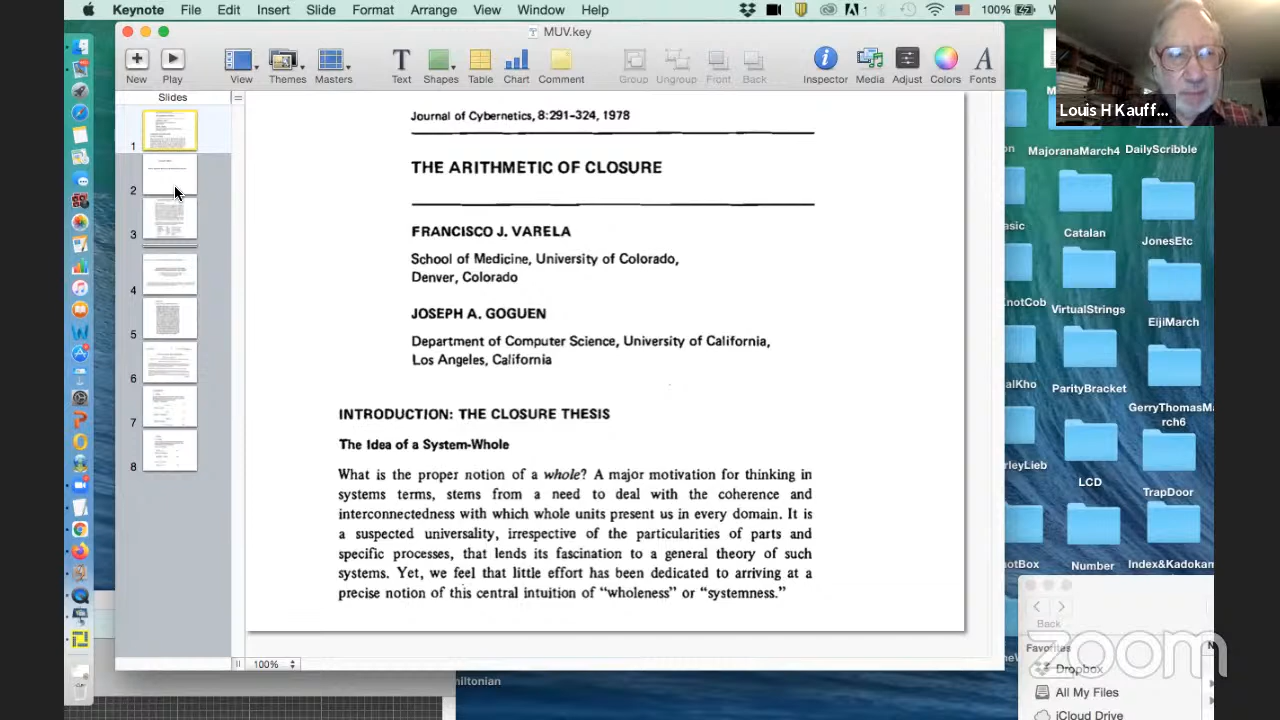 Keynote File Edit Insert Slide Format Arrange View Window Help
100%
MUV.key
New Play View Themes Masters Text Shapes Table Chart Comment Group Ungroup Front Back Inspector Media Adjust Colors Fonts
Slides
1
2
3
4
5
6
7
8
Journal of Cybernetics, 8:291–324, 1978
THE ARITHMETIC OF CLOSURE
FRANCISCO J. VARELA
School of Medicine, University of Colorado,
Denver, Colorado
JOSEPH A. GOGUEN
Department of Computer Science, University of California,
Los Angeles, California
INTRODUCTION: THE CLOSURE THESIS
The Idea of a System-Whole
What is the proper notion of a whole? A major motivation for thinking in
systems terms, stems from a need to deal with the coherence and
interconnectedness with which whole units present us in every domain. It is
a suspected universality, irrespective of the particularities of parts and
specific processes, that lends its fascination to a general theory of such
systems. Yet, we feel that little effort has been dedicated to arriving at a
precise notion of this central intuition of “wholeness” or “systemness.”
100%
hiltonian
Louis H Kauff...
MajoranaMarch4 DailyScribble
asic
Catalan
JonesEtc
KnotCob
VirtualStrings
EijiMarch
alKho
ParityBracket
GerryThomasMa
rch6
rleyLieb
LCD
TrapDoor
otBox
Number
Index&Kadokam
Back
Favorites
Dropbox
All My Files
iCloud Drive
zoom